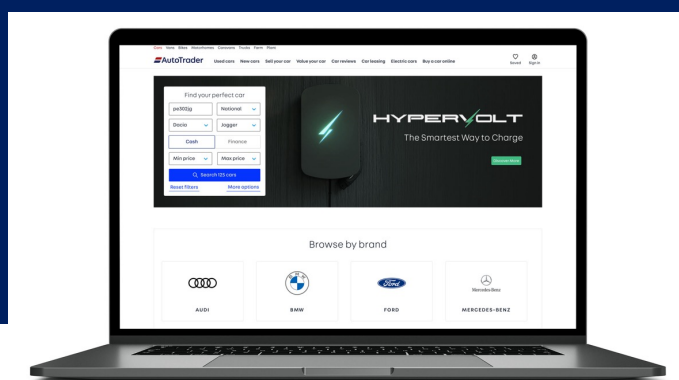 Cars Vans Bikes Motorhomes Caravans Trucks Farm Plant
AutoTrader Used cars New cars Sell your car Value your car Car reviews Car leasing Electric cars Buy a car online Saved Sign in
Find your perfect car
pe302jg National
Dacia Jogger
Cash Finance
Min price Max price
Search 123 cars
Reset filters More options
HYPERVOLT
The Smartest Way to Charge
Discover More
Browse by brand
AUDI BMW Ford FORD Mercedes-Benz MERCEDES-BENZ